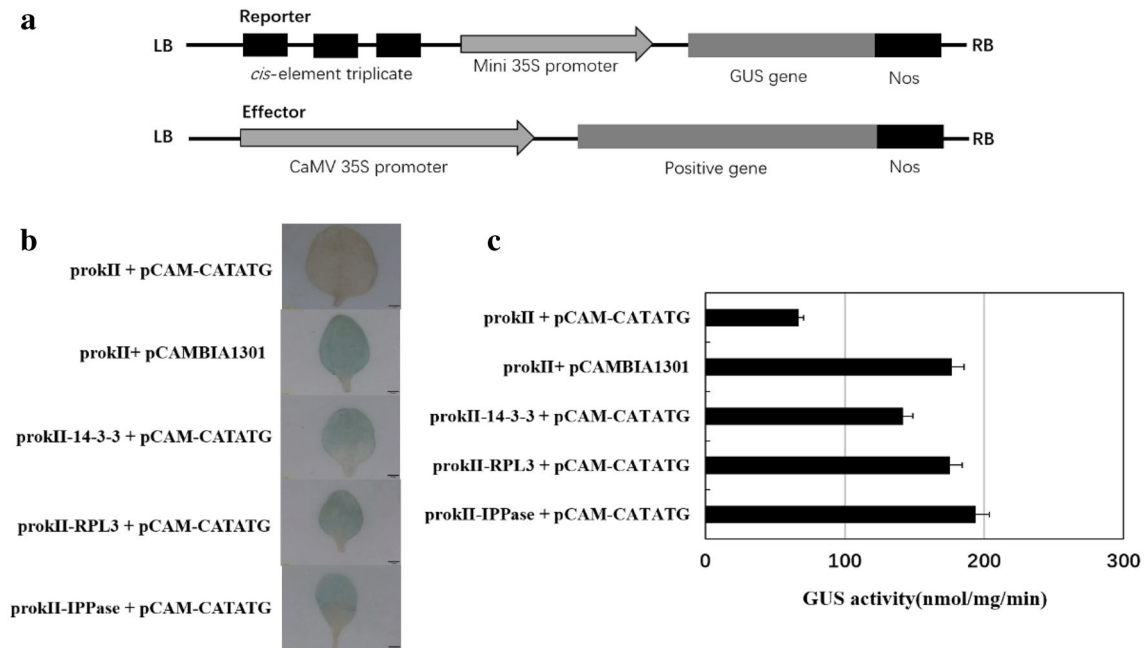 a
Reporter
LB
RB
cis-element triplicate
Mini 35S promoter
GUS gene
Nos
Effector
LB
RB
CaMV 35S promoter
Positive gene
Nos
b
prokII + pCAM-CATATG
prokII+ pCAMBIA1301
prokII-14-3-3 + pCAM-CATATG
prokII-RPL3 + pCAM-CATATG
prokII-IPPase + pCAM-CATATG
c
prokII + pCAM-CATATG
prokII+ pCAMBIA1301
prokII-14-3-3 + pCAM-CATATG
prokII-RPL3 + pCAM-CATATG
prokII-IPPase + pCAM-CATATG
0 100 200 300
GUS activity(nmol/mg/min)